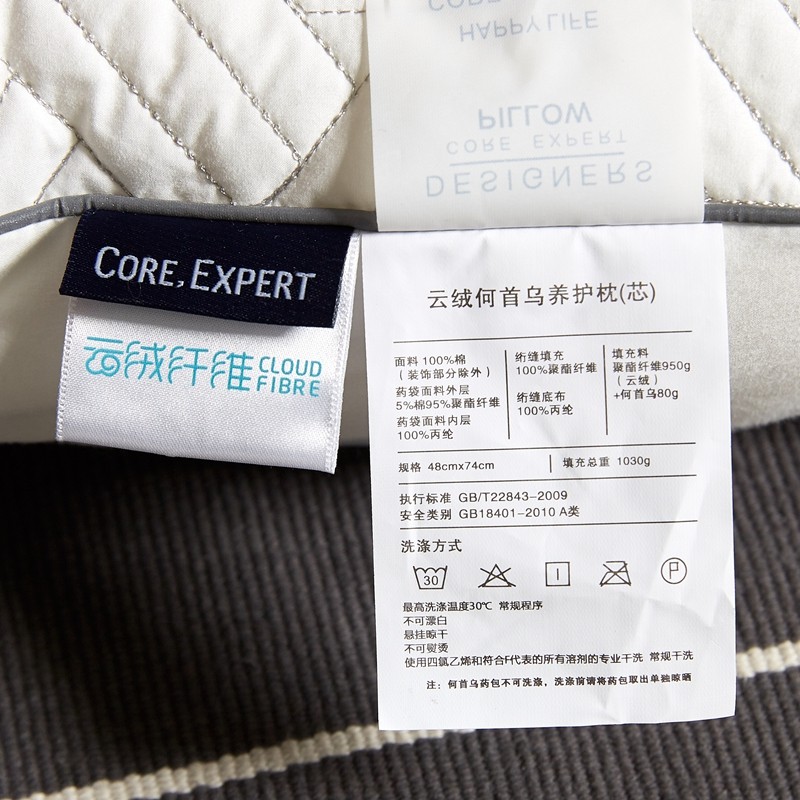 HAPPY LIFE
PILLOW
CORE EXPERT
DESIGNERS
CORE, EXPERT
云绒纤维 CLOUD
FIBRE
云绒何首乌养护枕(芯)
面料 100%棉
（装饰部分除外）
药袋面料外层
5%棉95%聚酯纤维
药袋面料内层
100%丙纶
绗缝填充
100%聚酯纤维
绗缝底布
100%丙纶
填充料
聚酯纤维950g
（云绒）
+何首乌80g
规格 48cmx74cm
填充总重 1030g
执行标准 GB/T22843-2009
安全类别 GB18401-2010 A类
洗涤方式
30
P
最高洗涤温度30℃ 常规程序
不可漂白
悬挂晾干
不可熨烫
使用四氯乙烯和符合F代表的所有溶剂的专业干洗 常规干洗
注：何首乌药包不可洗涤，洗涤前请将药包取出单独晾晒